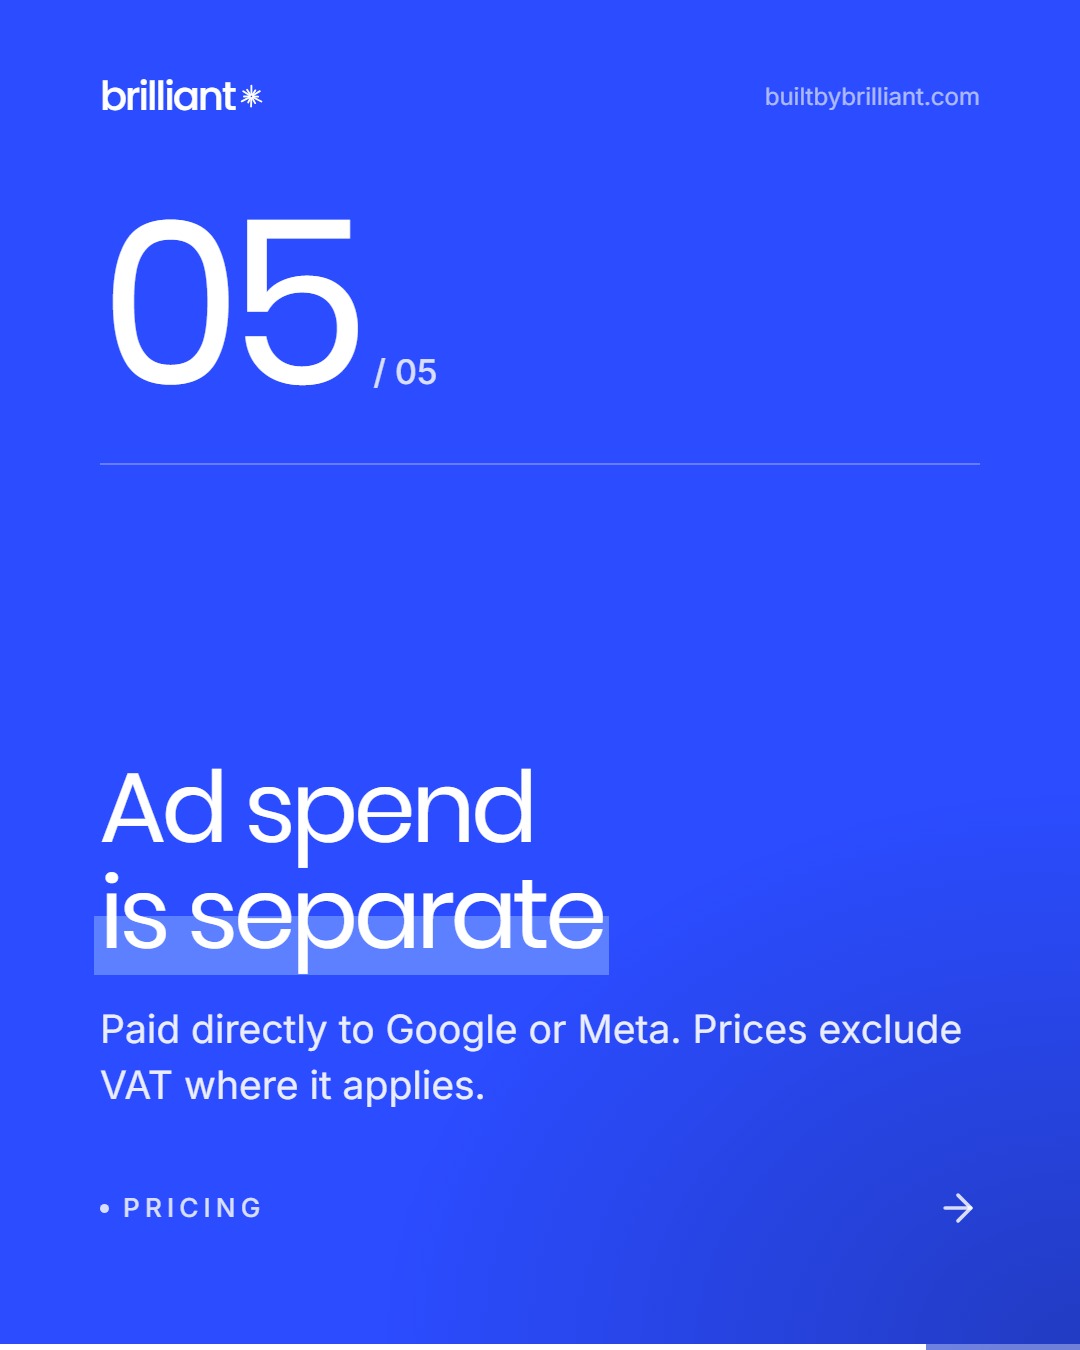 brilliant*
builtbybrilliant.com
05 / 05
Ad spend
is separate
Paid directly to Google or Meta. Prices exclude
VAT where it applies.
• PRICING
→